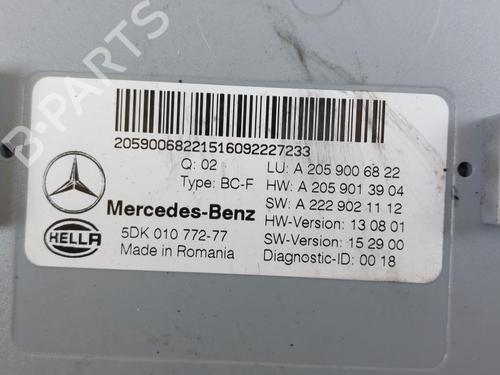 B-PARTS
20590068221516092227233
Q: 02 LU: A 205 900 68 22
Type: BC-F HW: A 205 901 39 04
SW: A 222 902 11 12
Mercedes-Benz HW-Version: 13 08 01
HELLA 5DK 010 772-77 SW-Version: 15 29 00
Made in Romania Diagnostic-ID: 00 18